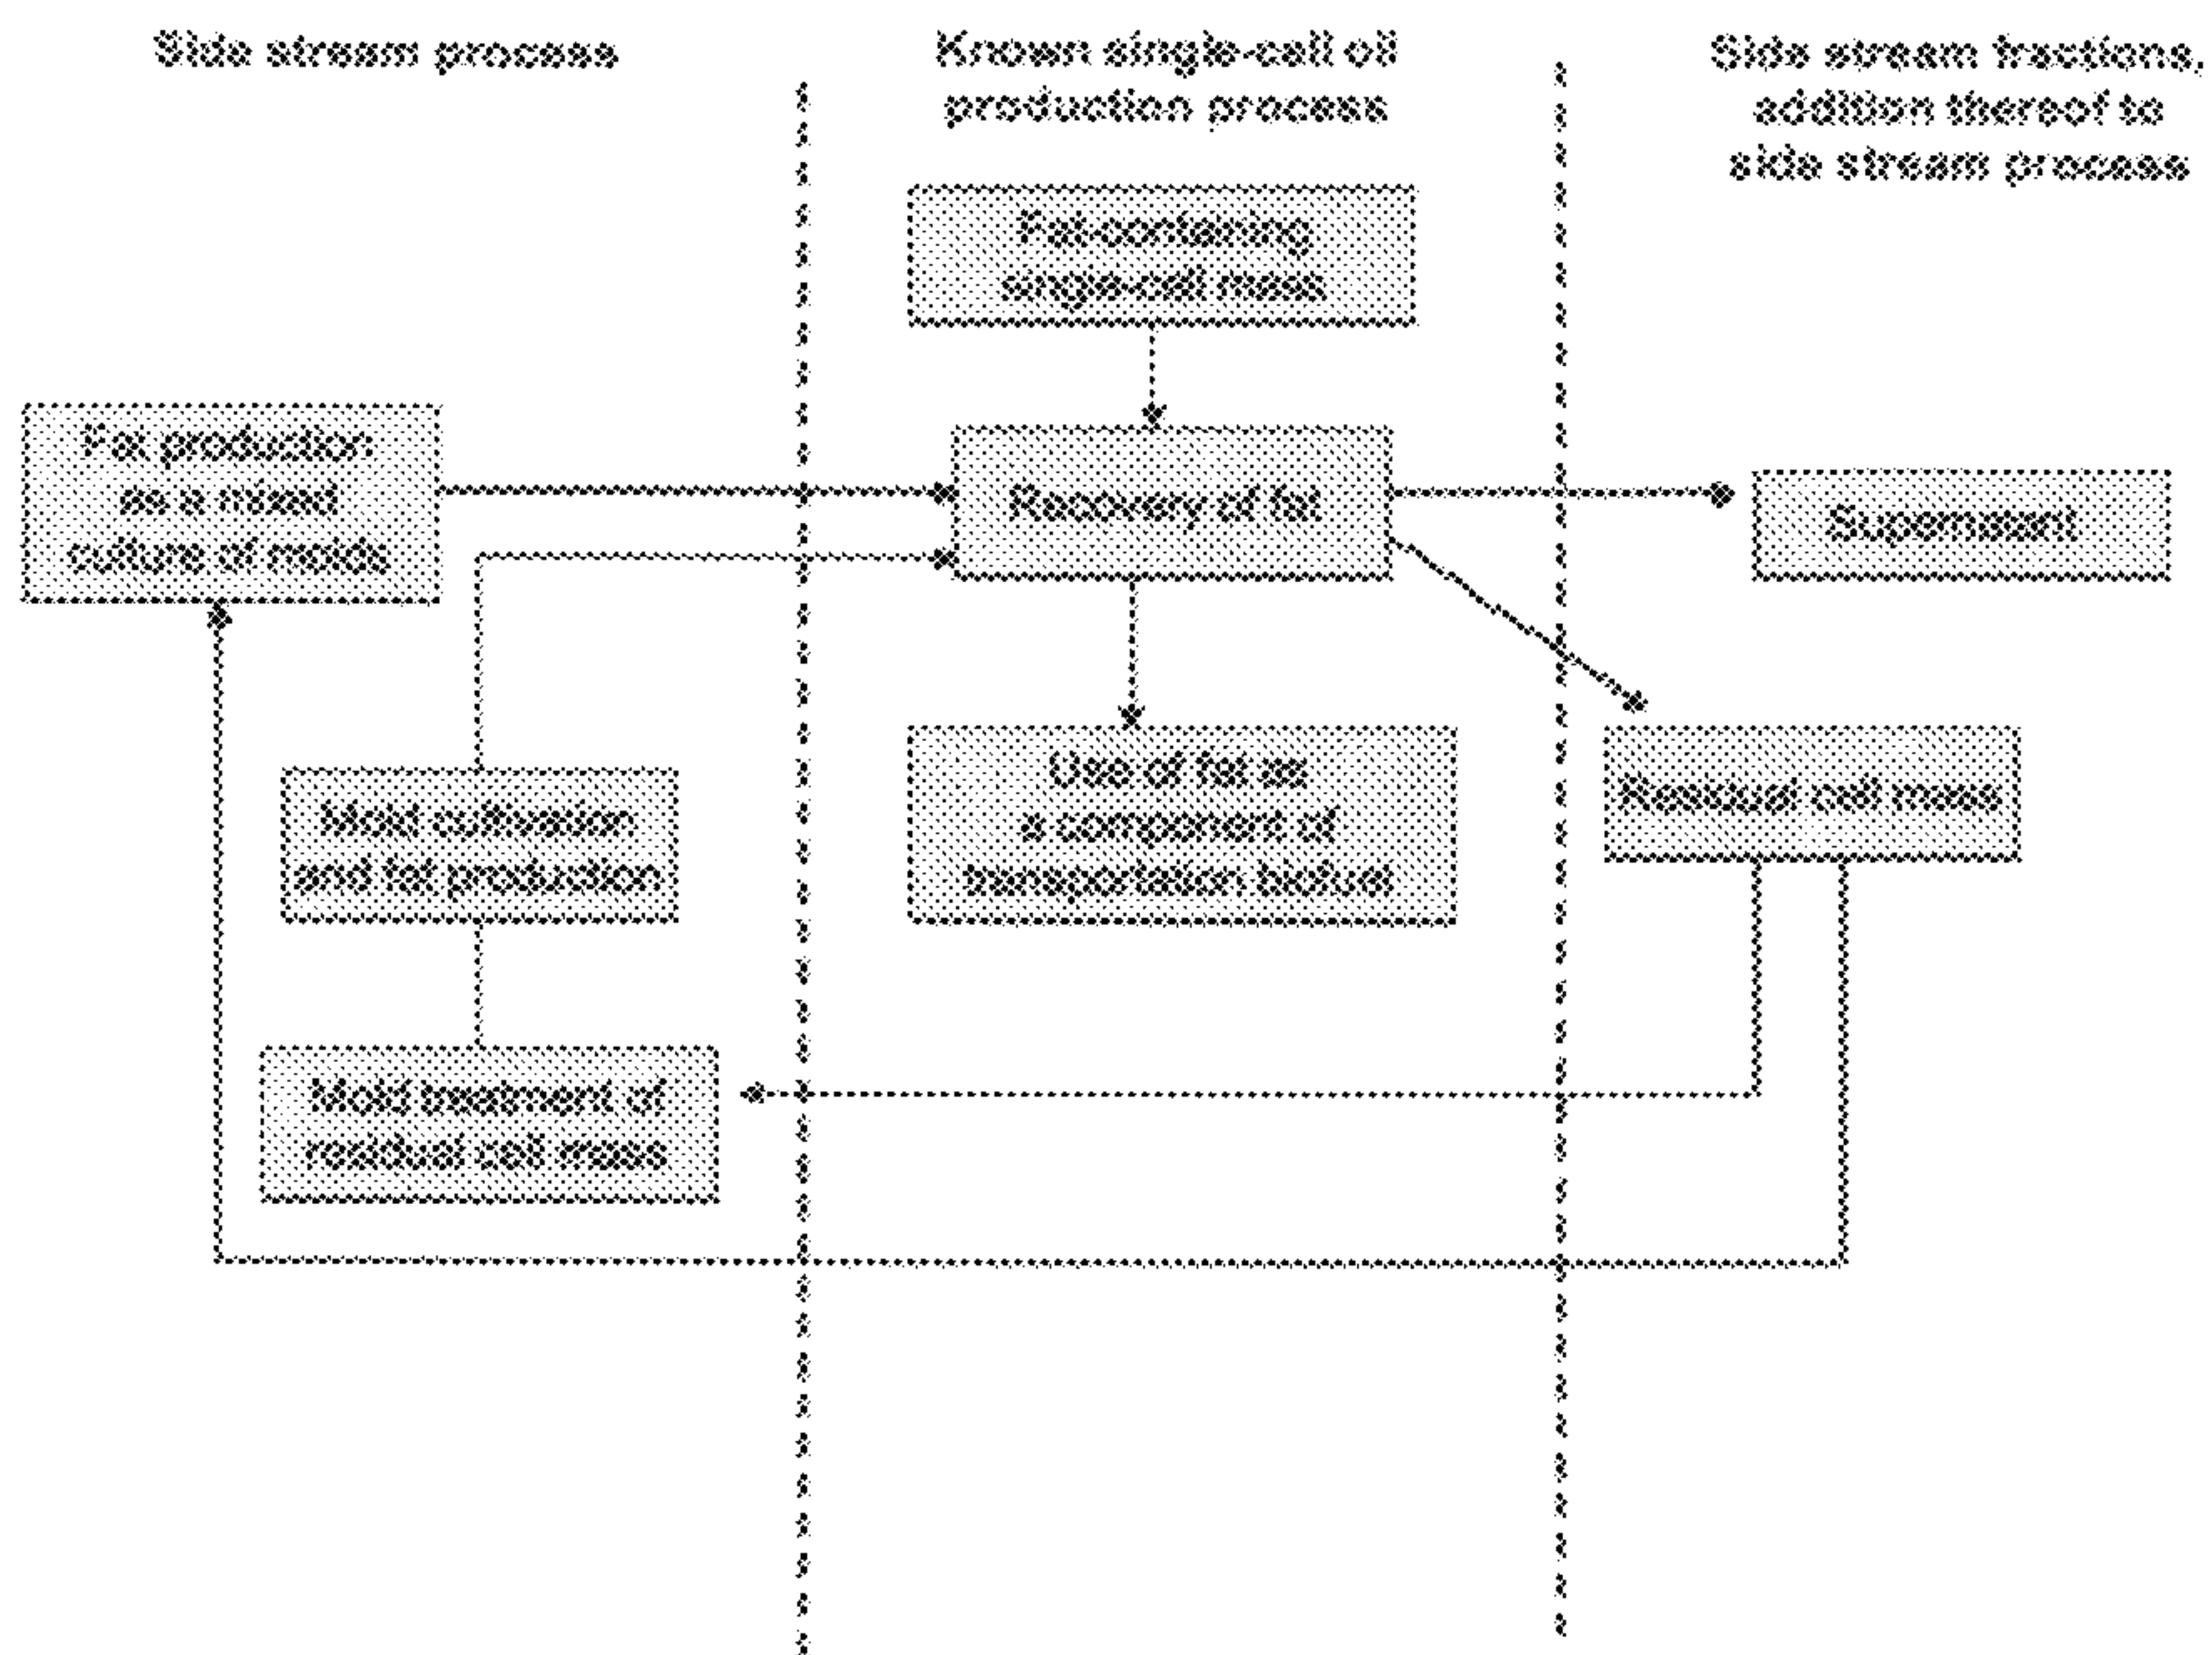 Side stream process
Known single-cell oil
production process
Side stream fractions,
addition thereof to
side stream process
Fat-containing
single-cell mass
Fat production
as a mixed
culture of molds
Recovery of fat
Supernatant
Mold cultivation
and fat production
Use of fat as
a component of
transportation biofuel
Residual cell mass
Mold treatment of
residual cell mass